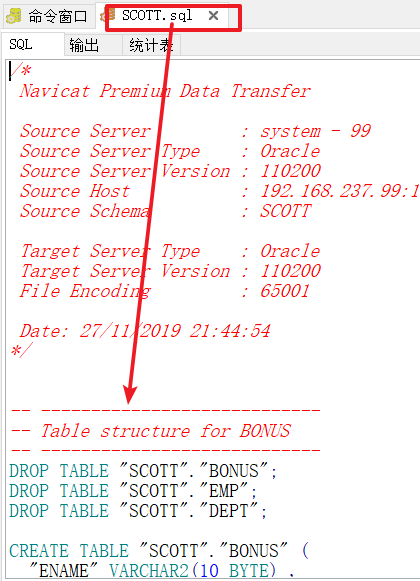 命令窗口 SCOTT.sql ×
SQL 输出 统计表
/*
 Navicat Premium Data Transfer

 Source Server         : system - 99
 Source Server Type    : Oracle
 Source Server Version : 110200
 Source Host           : 192.168.237.99:1
 Source Schema         : SCOTT

 Target Server Type    : Oracle
 Target Server Version : 110200
 File Encoding         : 65001

 Date: 27/11/2019 21:44:54
*/

-- ----------------------------
-- Table structure for BONUS
-- ----------------------------
DROP TABLE "SCOTT"."BONUS";
DROP TABLE "SCOTT"."EMP";
DROP TABLE "SCOTT"."DEPT";

CREATE TABLE "SCOTT"."BONUS" (
  "ENAME" VARCHAR2(10 BYTE) ,